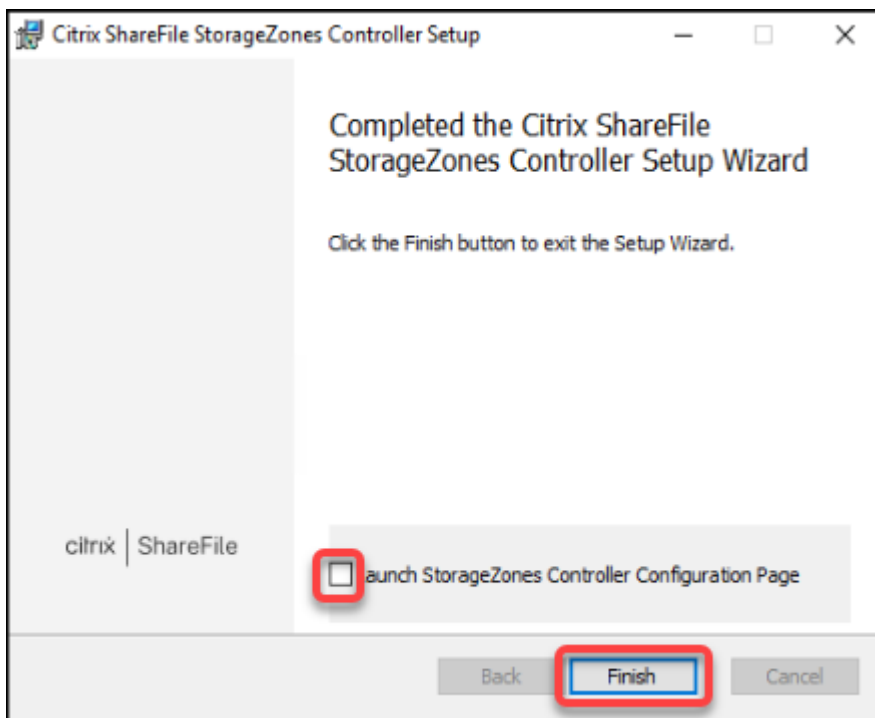 Citrix ShareFile StorageZones Controller Setup
Completed the Citrix ShareFile
StorageZones Controller Setup Wizard
Click the Finish button to exit the Setup Wizard.
citrix | ShareFile
aunch StorageZones Controller Configuration Page
Back Finish Cancel